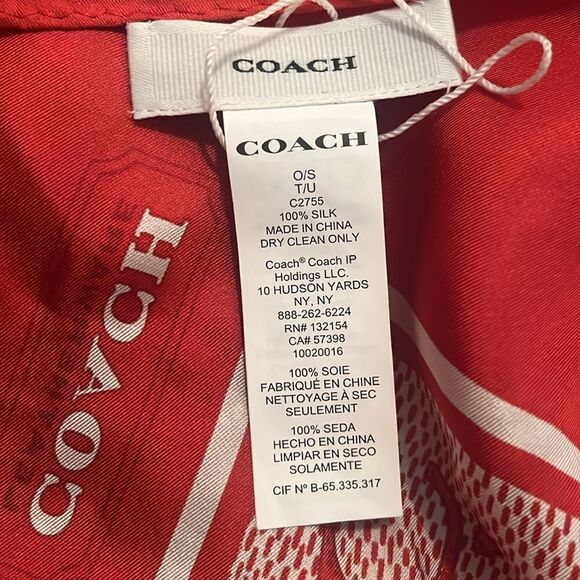 COACH
COACH
O/S
T/U
C2755
100% SILK
MADE IN CHINA
DRY CLEAN ONLY
Coach® Coach IP
Holdings LLC.
10 HUDSON YARDS
NY, NY
888-262-6224
RN# 132154
CA# 57398
10020016
100% SOIE
FABRIQUÉ EN CHINE
NETTOYAGE À SEC
SEULEMENT
100% SEDA
HECHO EN CHINA
LIMPIAR EN SECO
SOLAMENTE
CIF Nº B-65.335.317
COACH